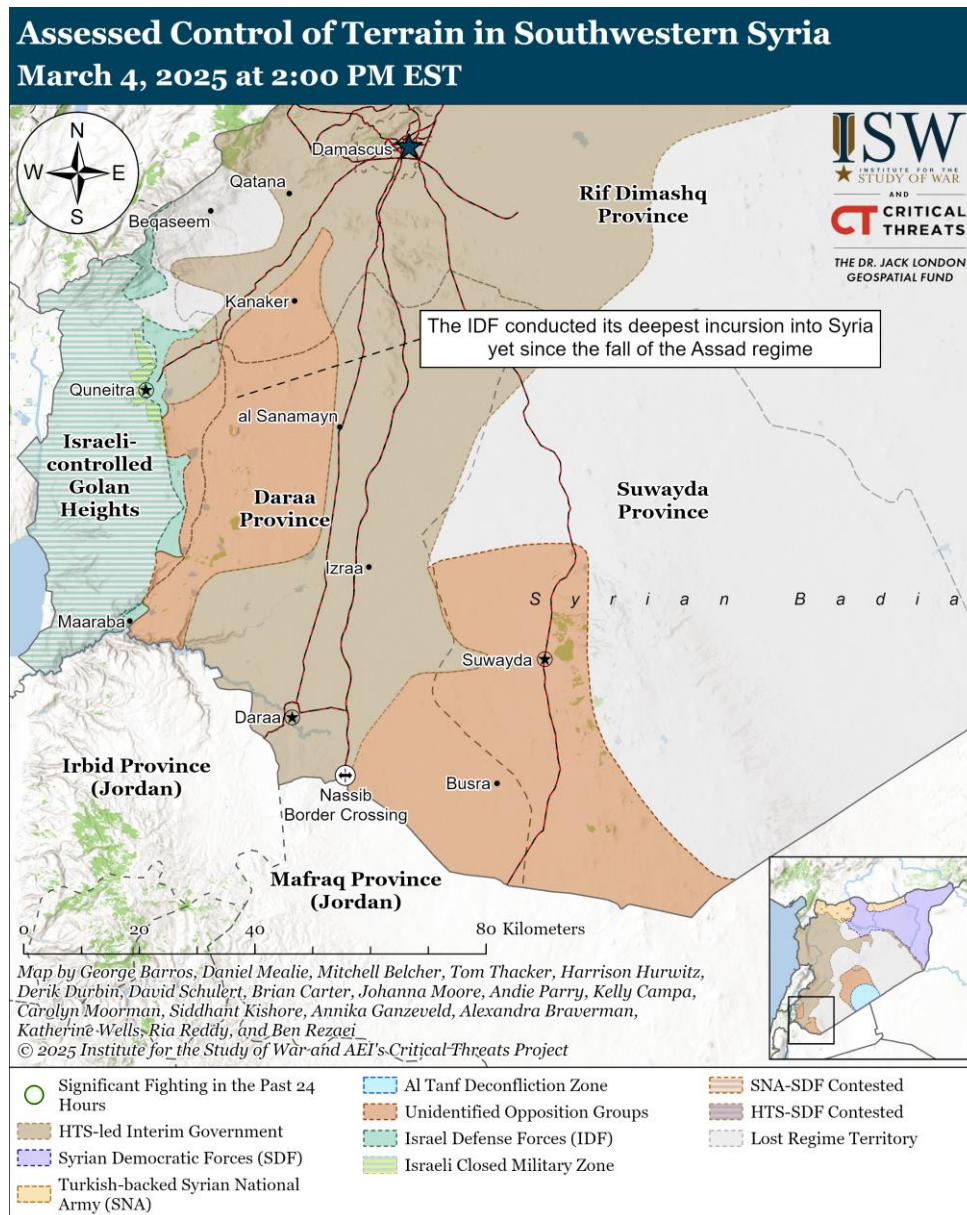 Assessed Control of Terrain in Southwestern Syria
March 4, 2025 at 2:00 PM EST
N
W E
S
ISW
INSTITUTE FOR THE
STUDY OF WAR
AND
CT CRITICAL
THREATS
THE DR. JACK LONDON
GEOSPATIAL FUND
Damascus
Qatana
Beqaseem
Rif Dimashq
Province
Kanaker
The IDF conducted its deepest incursion into Syria
yet since the fall of the Assad regime
Quneitra
al Sanamayn
Israeli-
controlled
Golan
Heights
Daraa
Province
Suwayda
Province
Izraa
Syrian Badia
Maaraba
Suwayda
Daraa
Irbid Province
(Jordan)
Nassib
Border Crossing
Busra
Mafraq Province
(Jordan)
0 20 40 80 Kilometers
Map by George Barros, Daniel Mealie, Mitchell Belcher, Tom Thacker, Harrison Hurwitz,
Derik Durbin, David Schulert, Brian Carter, Johanna Moore, Andie Parry, Kelly Campa,
Carolyn Moorman, Siddhant Kishore, Annika Ganzeveld, Alexandra Braverman,
Katherine Wells, Ria Reddy, and Ben Rezaei
© 2025 Institute for the Study of War and AEI's Critical Threats Project
Significant Fighting in the Past 24
Hours
HTS-led Interim Government
Syrian Democratic Forces (SDF)
Turkish-backed Syrian National
Army (SNA)
Al Tanf Deconfliction Zone
Unidentified Opposition Groups
Israel Defense Forces (IDF)
Israeli Closed Military Zone
SNA-SDF Contested
HTS-SDF Contested
Lost Regime Territory